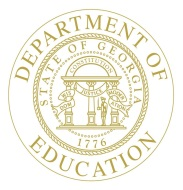 DEPARTMENT OF
EDUCATION
STATE OF GEORGIA
CONSTITUTION
1776